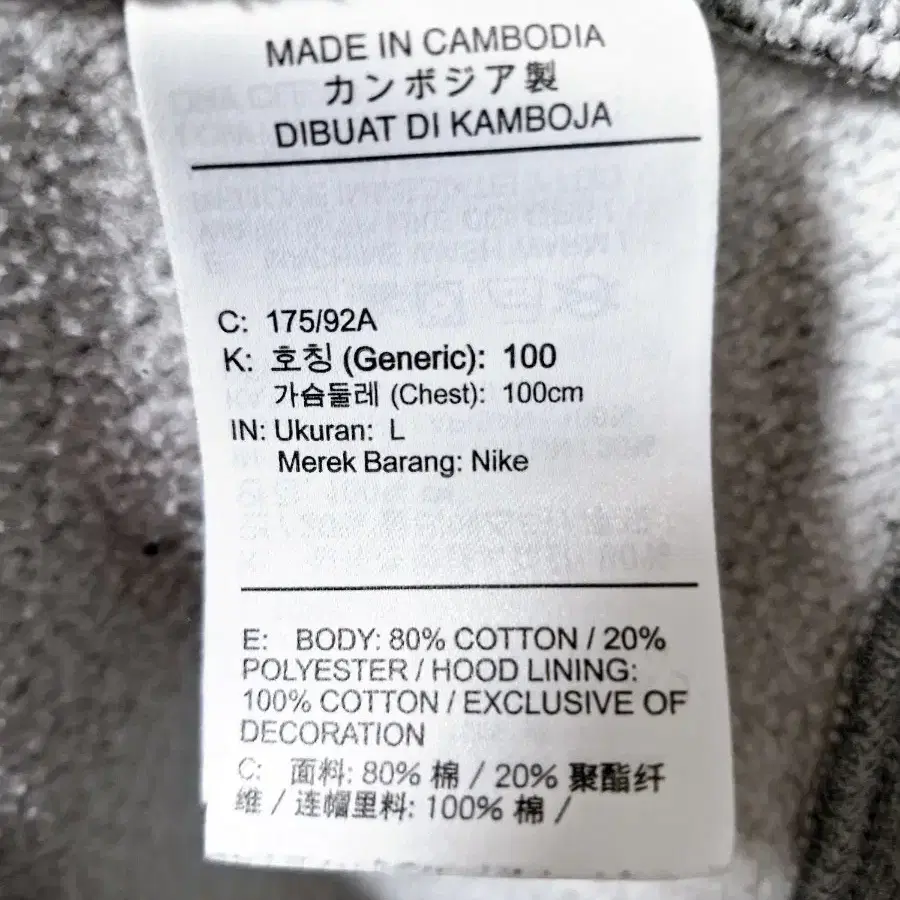 MADE IN CAMBODIA
カンボジア製
DIBUAT DI KAMBOJA
C: 175/92A
K: 호칭 (Generic): 100
가슴둘레 (Chest): 100cm
IN: Ukuran: L
Merek Barang: Nike
E: BODY: 80% COTTON / 20%
POLYESTER / HOOD LINING:
100% COTTON / EXCLUSIVE OF
DECORATION
C: 面料: 80% 棉 / 20% 聚酯纤
维 / 连帽里料: 100% 棉 /